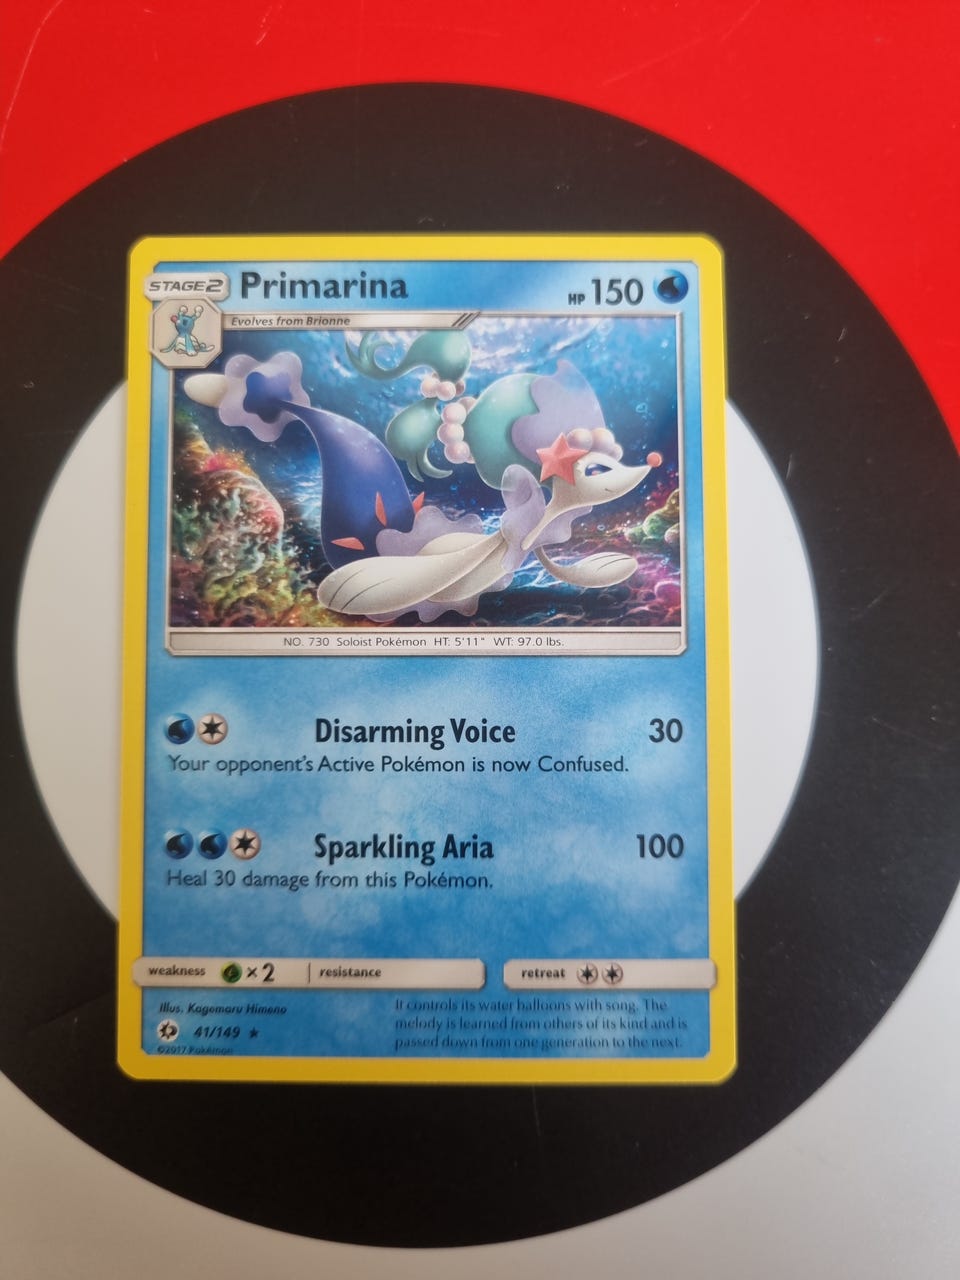 STAGE2 Primarina HP 150
Evolves from Brionne
NO. 730 Soloist Pokémon HT: 5'11" WT: 97.0 lbs.
Disarming Voice 30
Your opponent's Active Pokémon is now Confused.
Sparkling Aria 100
Heal 30 damage from this Pokémon.
weakness ×2 resistance retreat
Illus. Kagemaru Himeno
41/149
©2017 Pokémon
It controls its water balloons with song. The
melody is learned from others of its kind and is
passed down from one generation to the next.